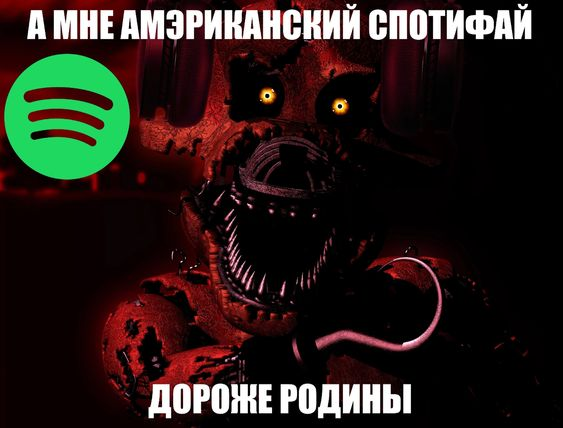 А МНЕ АМЭРИКАНСКИЙ СПОТИФАЙ
ДОРОЖЕ РОДИНЫ